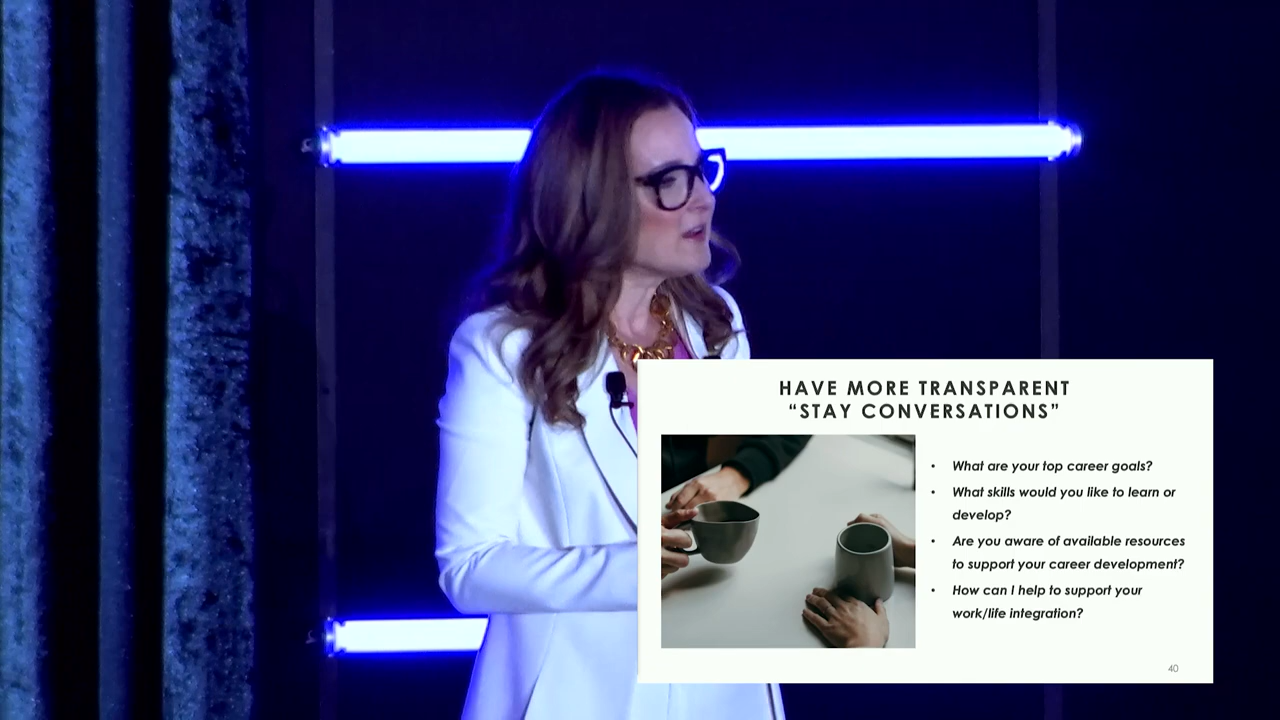 HAVE MORE TRANSPARENT
“STAY CONVERSATIONS”
• What are your top career goals?
• What skills would you like to learn or
develop?
• Are you aware of available resources
to support your career development?
• How can I help to support your
work/life integration?
40